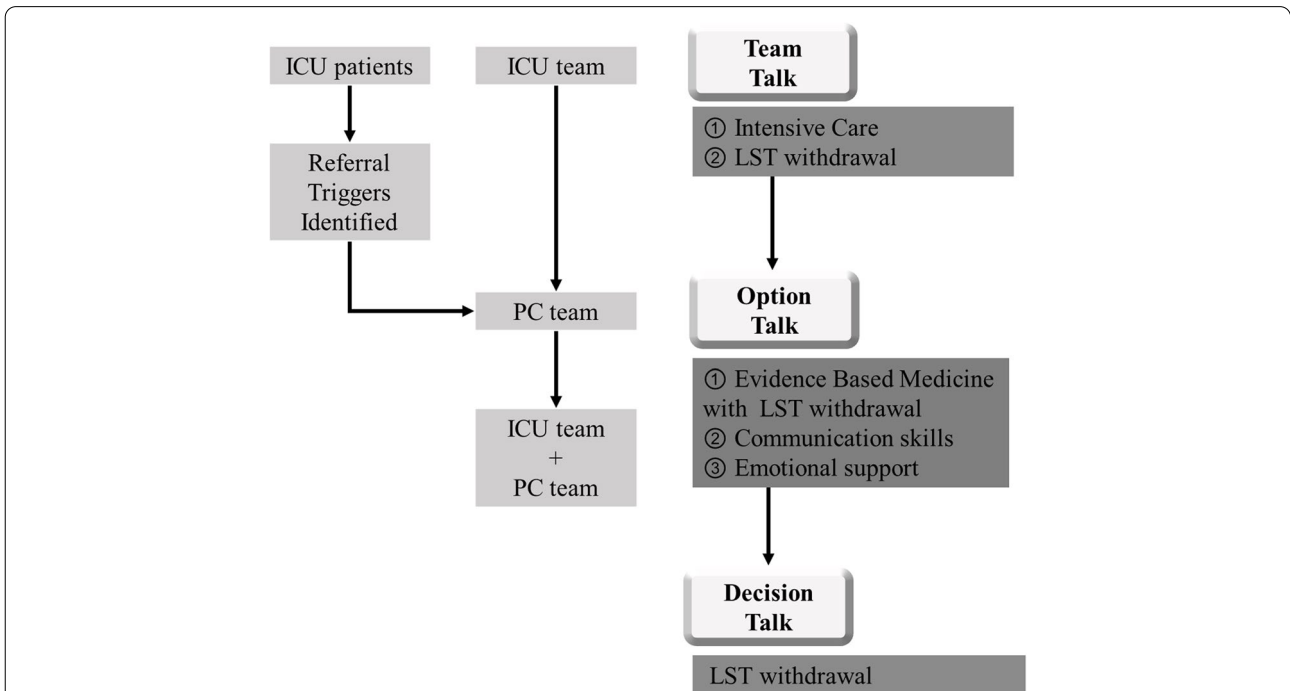 ICU patients
Referral
Triggers
Identified
ICU team
PC team
ICU team
+
PC team
Team
Talk
① Intensive Care
② LST withdrawal
Option
Talk
① Evidence Based Medicine
with LST withdrawal
② Communication skills
③ Emotional support
Decision
Talk
LST withdrawal